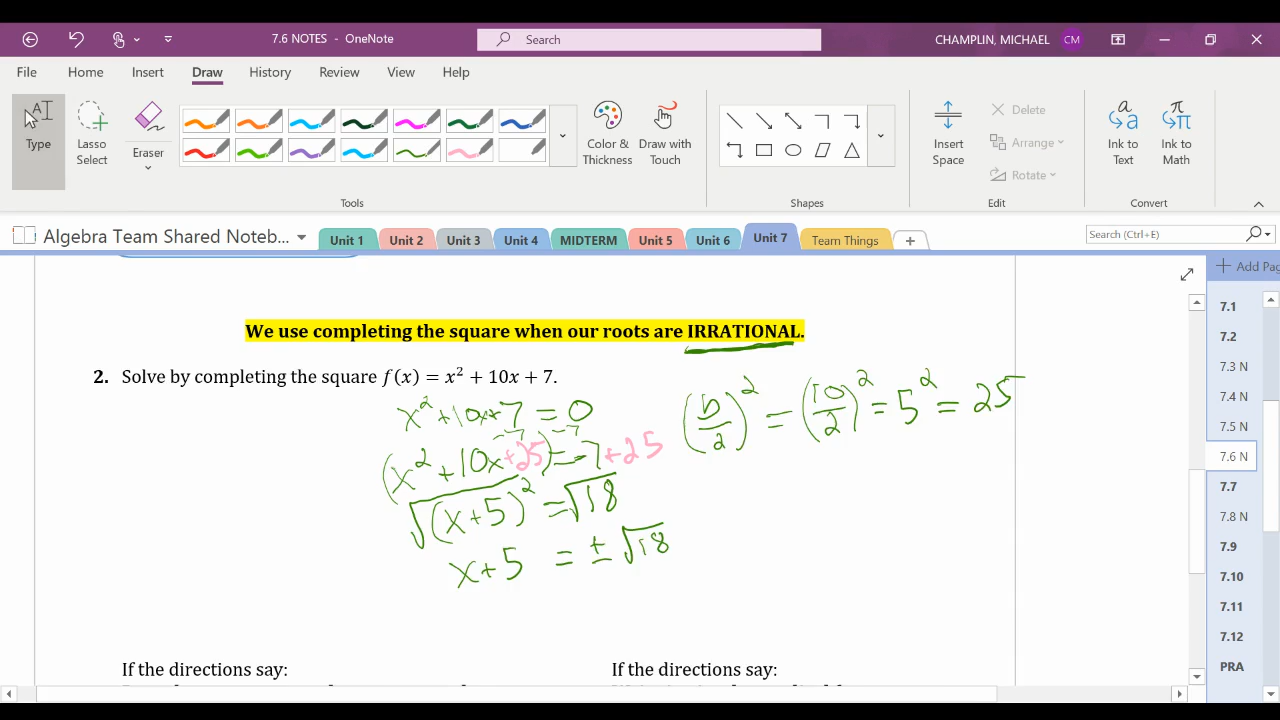 7.6 NOTES - OneNote
Search
CHAMPLIN, MICHAEL CM
File Home Insert Draw History Review View Help
Type
Lasso Select
Eraser
Color & Thickness
Draw with Touch
Insert Space
Delete
Arrange
Rotate
Ink to Text
Ink to Math
Tools
Shapes
Edit
Convert
Algebra Team Shared Noteb... Unit 1 Unit 2 Unit 3 Unit 4 MIDTERM Unit 5 Unit 6 Unit 7 Team Things +
Search (Ctrl+E)
Add Pag
We use completing the square when our roots are IRRATIONAL.
2. Solve by completing the square f(x) = x² + 10x + 7.
x² + 10x + 7 = 0
-7 -7
(x² + 10x + 25) = -7 + 25
√(x+5)² = √18
x + 5 = ± √18
(b/2)² = (10/2)² = 5² = 25
If the directions say:
If the directions say:
7.1
7.2
7.3 N
7.4 N
7.5 N
7.6 N
7.7
7.8 N
7.9
7.10
7.11
7.12
PRA